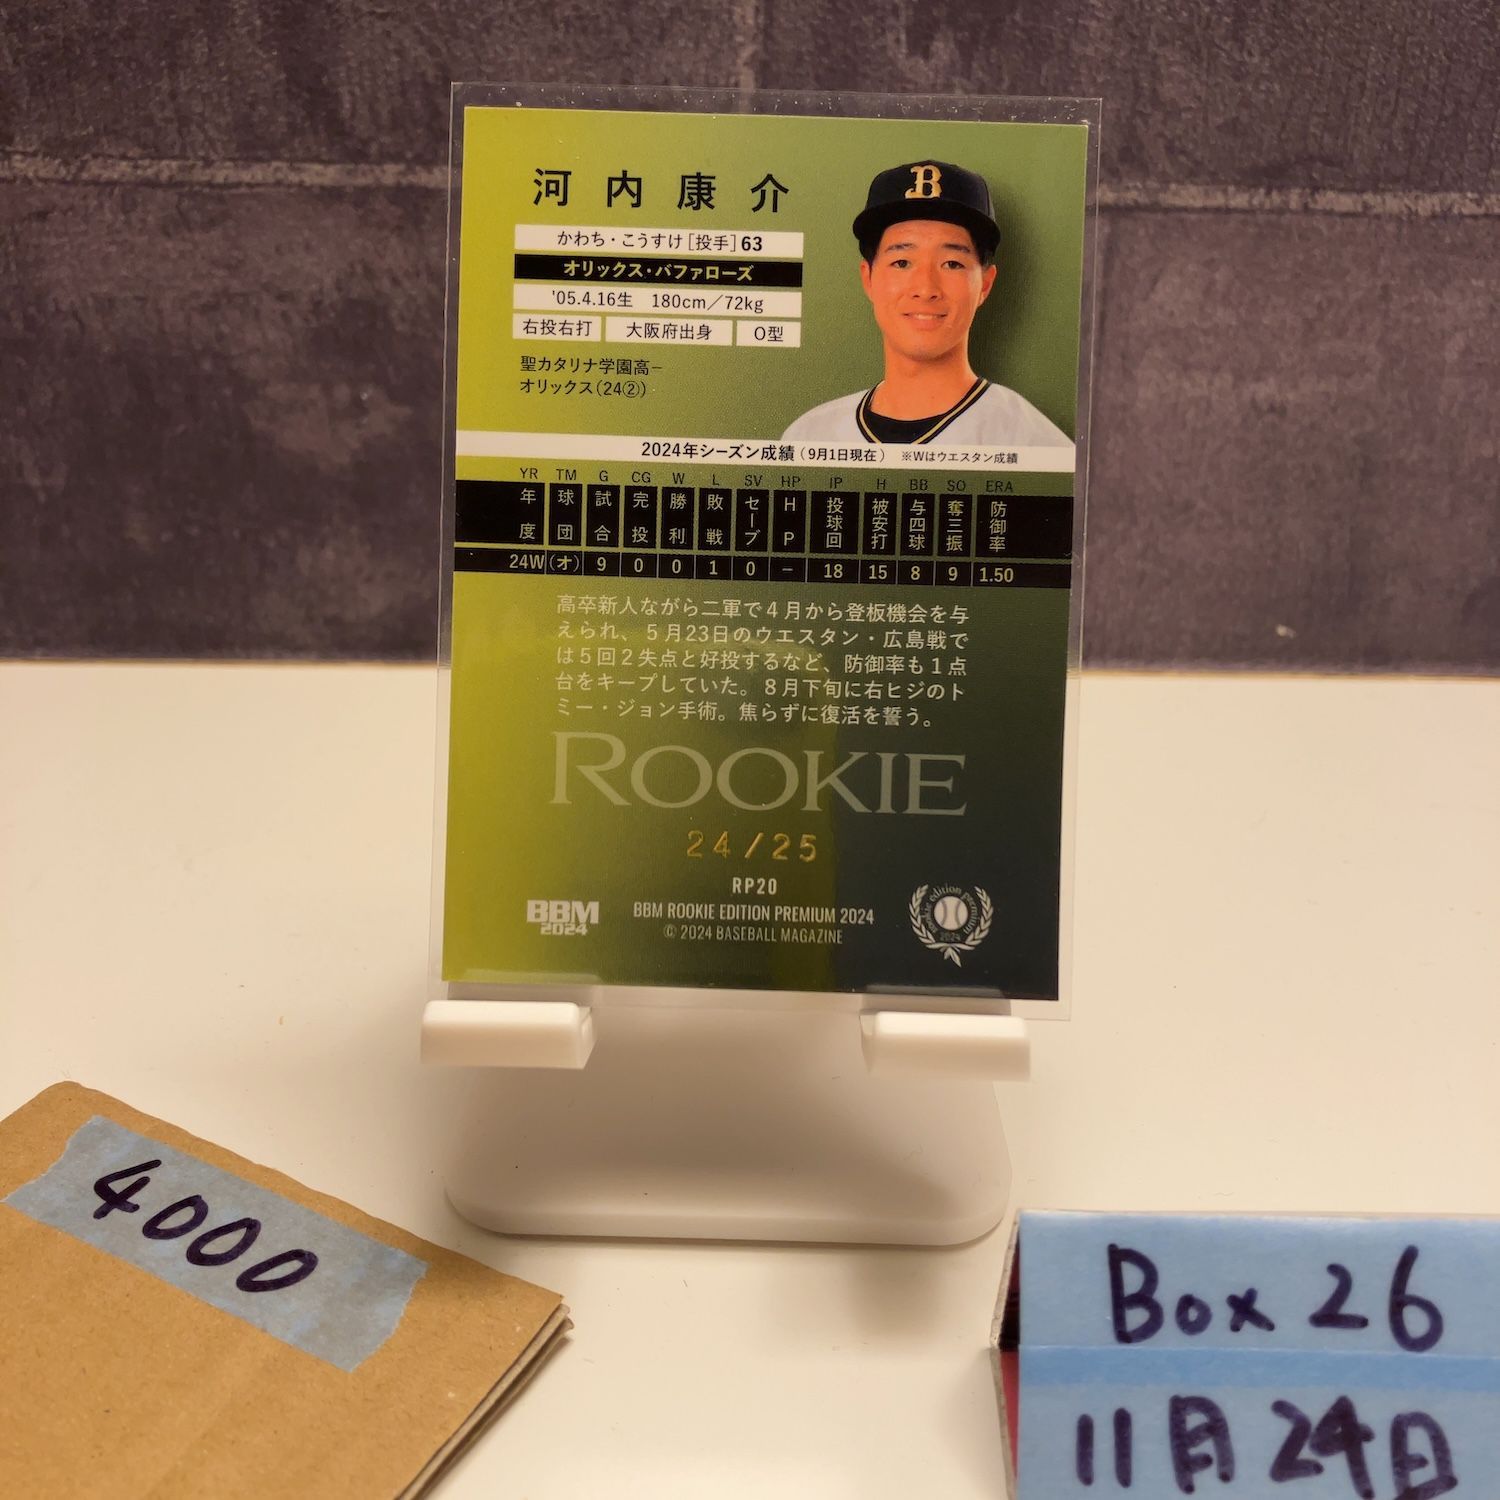 B
河内康介
かわち・こうすけ[投手]63
オリックス・バファローズ
'05.4.16生 180cm／72kg
右投右打 大阪府出身 O型
聖カタリナ学園高−
オリックス(24②)
2024年シーズン成績（9月1日現在） ※Wはウエスタン成績
YR TM G CG W L SV HP IP H BB SO ERA
年度 球団 試合 完投 勝利 敗戦 セーブ HP 投球回 被安打 与四球 奪三振 防御率
24W (オ) 9 0 0 1 0 − 18 15 8 9 1.50
高卒新人ながら二軍で４月から登板機会を与
えられ、５月23日のウエスタン・広島戦で
は５回２失点と好投するなど、防御率も１点
台をキープしていた。８月下旬に右ヒジのト
ミー・ジョン手術。焦らずに復活を誓う。
ROOKIE
24/25
RP20
BBM ROOKIE EDITION PREMIUM 2024
© 2024 BASEBALL MAGAZINE
BBM
2024
rookie edition premium
2024
4000
Box 26
11月24日